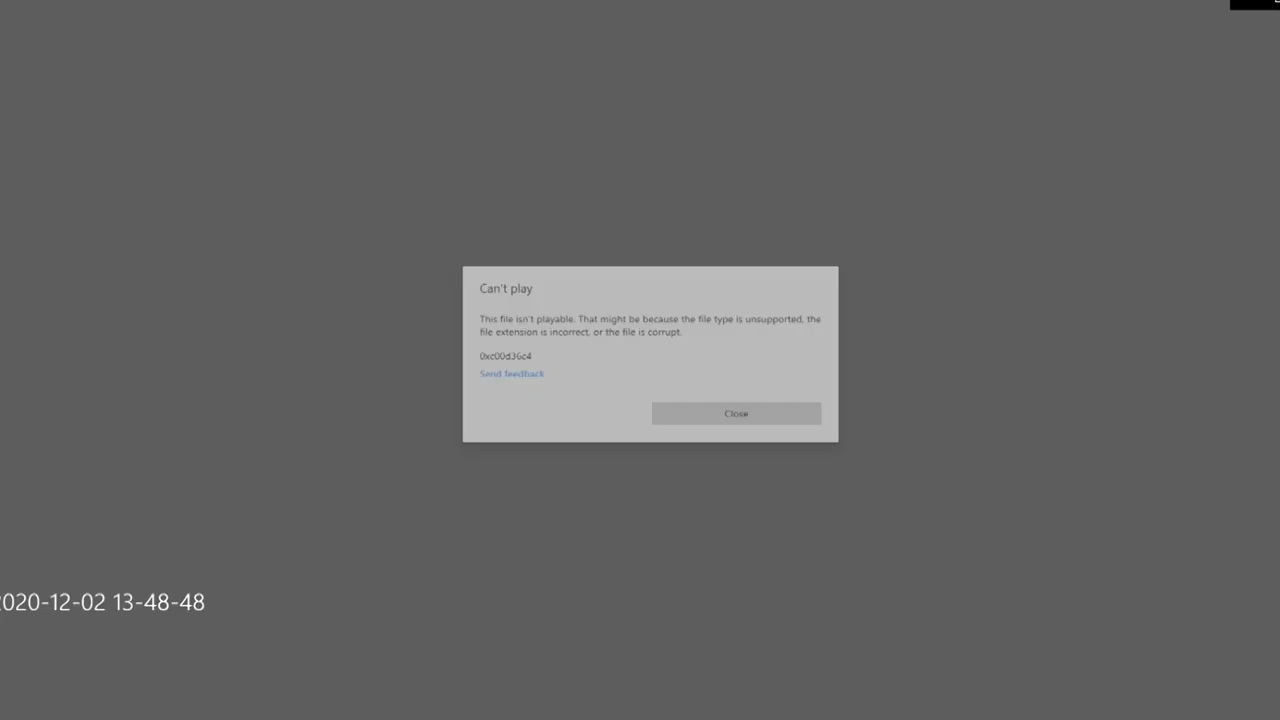 Can't play
This file isn't playable. That might be because the file type is unsupported, the
file extension is incorrect, or the file is corrupt.
0xc00d36c4
Send feedback
Close
2020-12-02 13-48-48